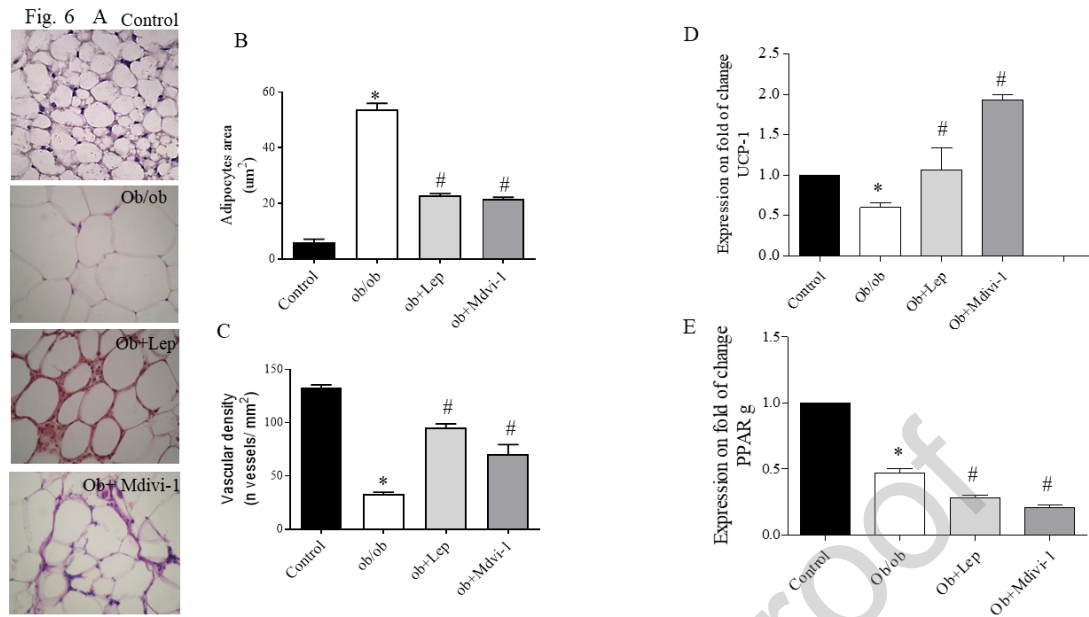 Fig. 6 A Control
Ob/ob
Ob+Lep
Ob+ Mdivi-1
B
Adipocytes area
(um²)
60
40
20
0
*
#
#
Control
ob/ob
ob+Lep
ob+Mdvi-1
C
Vascular density
(n vessels/ mm²)
150
100
50
0
*
#
#
Control
ob/ob
ob+Lep
ob+Mdvi-1
D
Expression on fold of change
UCP-1
2.5
2.0
1.5
1.0
0.5
0.0
*
#
#
Control
Ob/ob
Ob+Lep
Ob+Mdivi-1
E
Expression on fold of change
PPAR g
1.5
1.0
0.5
0.0
*
#
#
Control
Ob/ob
Ob+Lep
Ob+Mdivi-1
roof